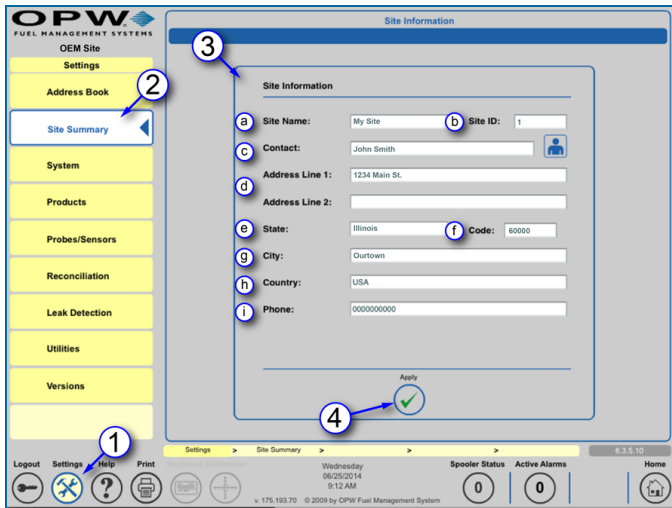 OPW
FUEL MANAGEMENT SYSTEMS
OEM Site
Settings
Address Book
Site Summary
System
Products
Probes/Sensors
Reconciliation
Leak Detection
Utilities
Versions
2
Site Information
3
Site Information
a Site Name: My Site b Site ID: 1
c Contact: John Smith
d Address Line 1: 1234 Main St.
Address Line 2:
e State: Illinois f Code: 60000
g City: Ourtown
h Country: USA
i Phone: 0000000000
Apply
4
1
Settings > Site Summary > > > 6.3.5.10
Logout Settings Help Print Keyboard Calibration
Wednesday
06/25/2014
9:12 AM
v. 175.193.70 © 2009 by OPW Fuel Management System
Spooler Status Active Alarms Home
0 0